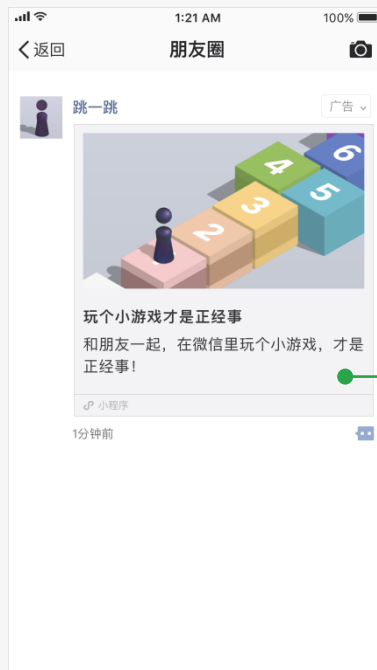 1:21 AM
100%
返回
朋友圈
跳一跳
广告
6
4
5
3
2
玩个小游戏才是正经事
和朋友一起，在微信里玩个小游戏，才是
正经事！
小程序
1分钟前